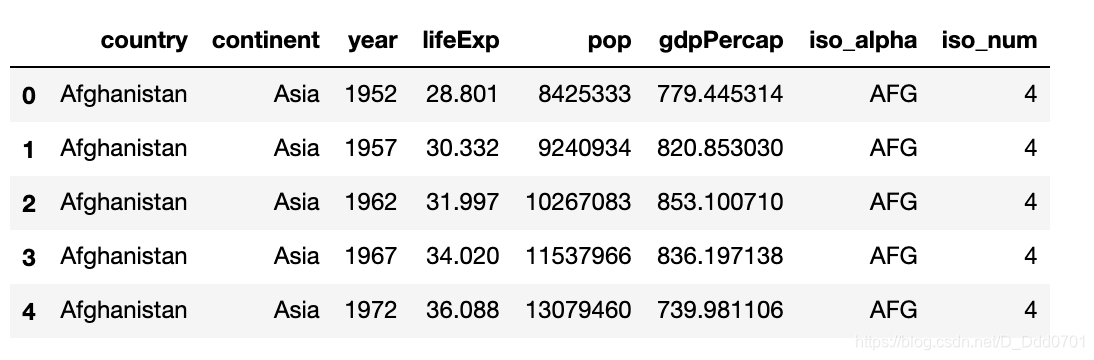 country continent year lifeExp pop gdpPercap iso_alpha iso_num
0 Afghanistan Asia 1952 28.801 8425333 779.445314 AFG 4
1 Afghanistan Asia 1957 30.332 9240934 820.853030 AFG 4
2 Afghanistan Asia 1962 31.997 10267083 853.100710 AFG 4
3 Afghanistan Asia 1967 34.020 11537966 836.197138 AFG 4
4 Afghanistan Asia 1972 36.088 13079460 739.981106 AFG 4
https://blog.csdn.net/D_Ddd0701